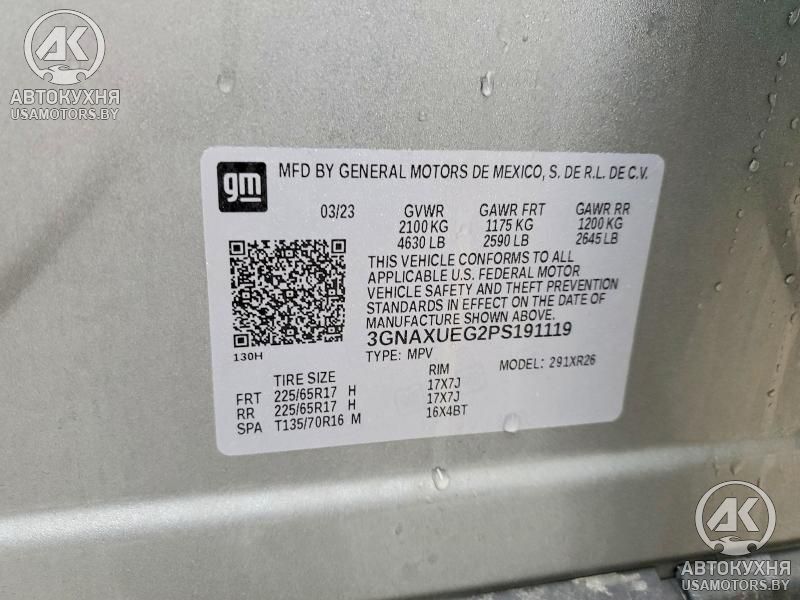 AK
АВТОКУХНЯ
USAMOTORS.BY
gm MFD BY GENERAL MOTORS DE MEXICO, S. DE R.L. DE C.V.
03/23 GVWR GAWR FRT GAWR RR
2100 KG 1175 KG 1200 KG
4630 LB 2590 LB 2645 LB
THIS VEHICLE CONFORMS TO ALL
APPLICABLE U.S. FEDERAL MOTOR
VEHICLE SAFETY AND THEFT PREVENTION
STANDARDS IN EFFECT ON THE DATE OF
MANUFACTURE SHOWN ABOVE.
3GNAXUEG2PS191119
130H TYPE: MPV MODEL: 291XR26
TIRE SIZE RIM
FRT 225/65R17 H 17X7J
RR 225/65R17 H 17X7J
SPA T135/70R16 M 16X4BT
AK
АВТОКУХНЯ
USAMOTORS.BY